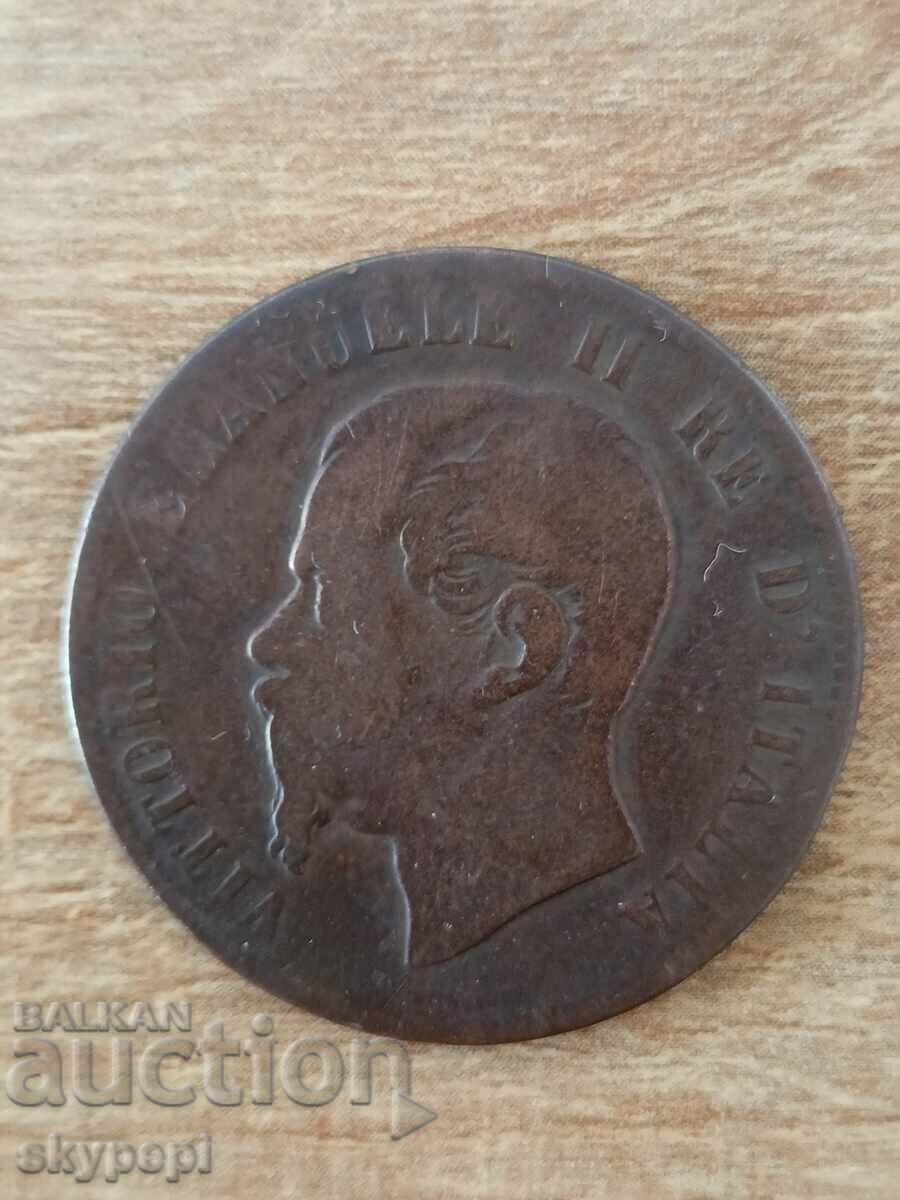 VITTORIO EMANUELE II RE D'ITALIA
BALKAN
auction
skypepi